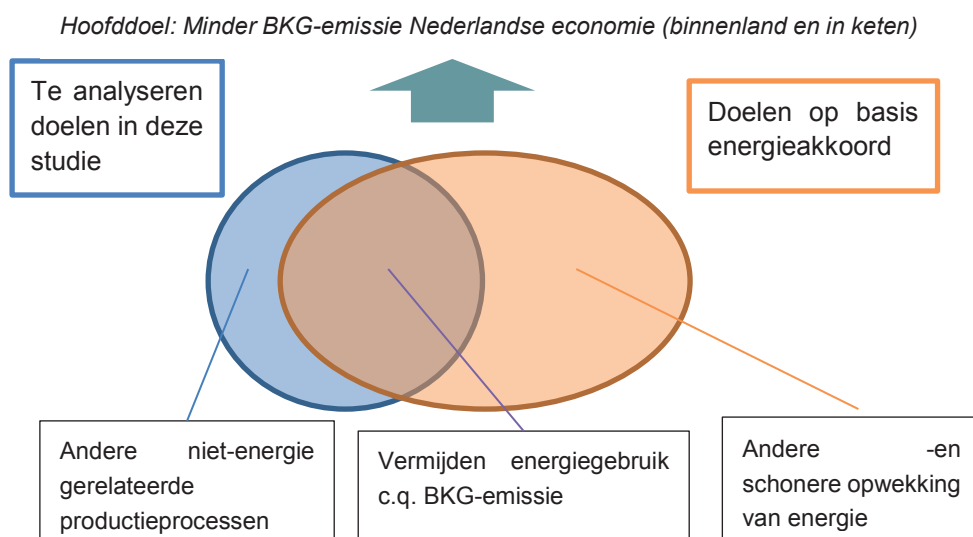 Hoofddoel: Minder BKG-emissie Nederlandse economie (binnenland en in keten)
Te analyseren
doelen in deze
studie
Doelen op basis
energieakkoord
Andere niet-energie
gerelateerde
productieprocessen
Vermijden energiegebruik
c.q. BKG-emissie
Andere -en
schonere opwekking
van energie